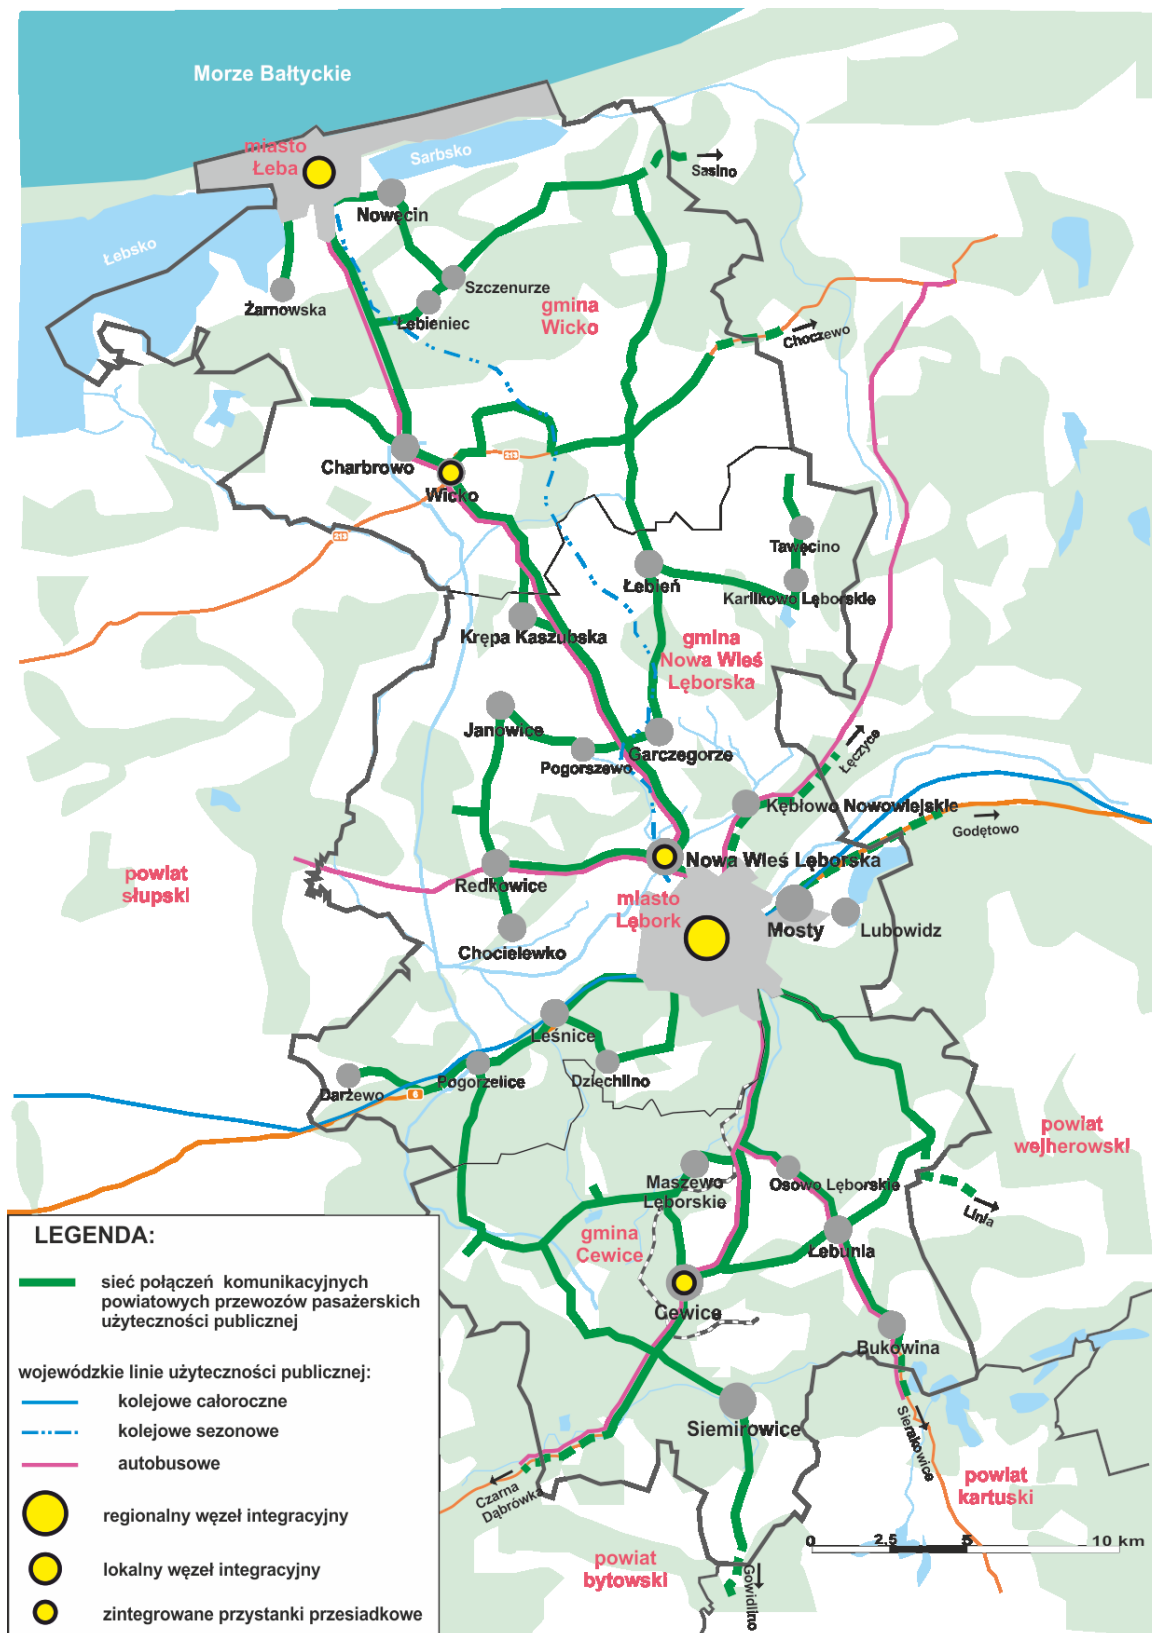 Morze Bałtyckie
miasto
Łeba
Sarbsko
Sasino
Nowęcin
Łebsko
Szczenurze
Żarnowska
Łebieniec
gmina
Wicko
Choczewo
Charbrowo
213
Wicko
213
Tawęcino
Łebień
Karlikowo Lęborskie
Krępa Kaszubska
gmina
Nowa Wieś
Lęborska
Janowice
Garczegorze
Pogorszewo
Łęczyce
Kębłowo Nowowiejskie
Godętowo
Nowa Wieś Lęborska
powiat
słupski
Redkowice
miasto
Lębork
Mosty
Lubowidz
Chocielewko
Leśnice
Pogorzelice
Dziechlino
Darżewo
6
powiat
wejherowski
Maszewo
Lęborskie
Osowo Lęborskie
Linia
gmina
Cewice
Łebunia
Cewice
Bukowina
Siemirowice
Sierakowice
Czarna
Dąbrówka
powiat
kartuski
powiat
bytowski
Gowidlino
0 2,5 5 10 km
LEGENDA:
sieć połączeń komunikacyjnych
powiatowych przewozów pasażerskich
użyteczności publicznej
wojewódzkie linie użyteczności publicznej:
kolejowe całoroczne
kolejowe sezonowe
autobusowe
regionalny węzeł integracyjny
lokalny węzeł integracyjny
zintegrowane przystanki przesiadkowe